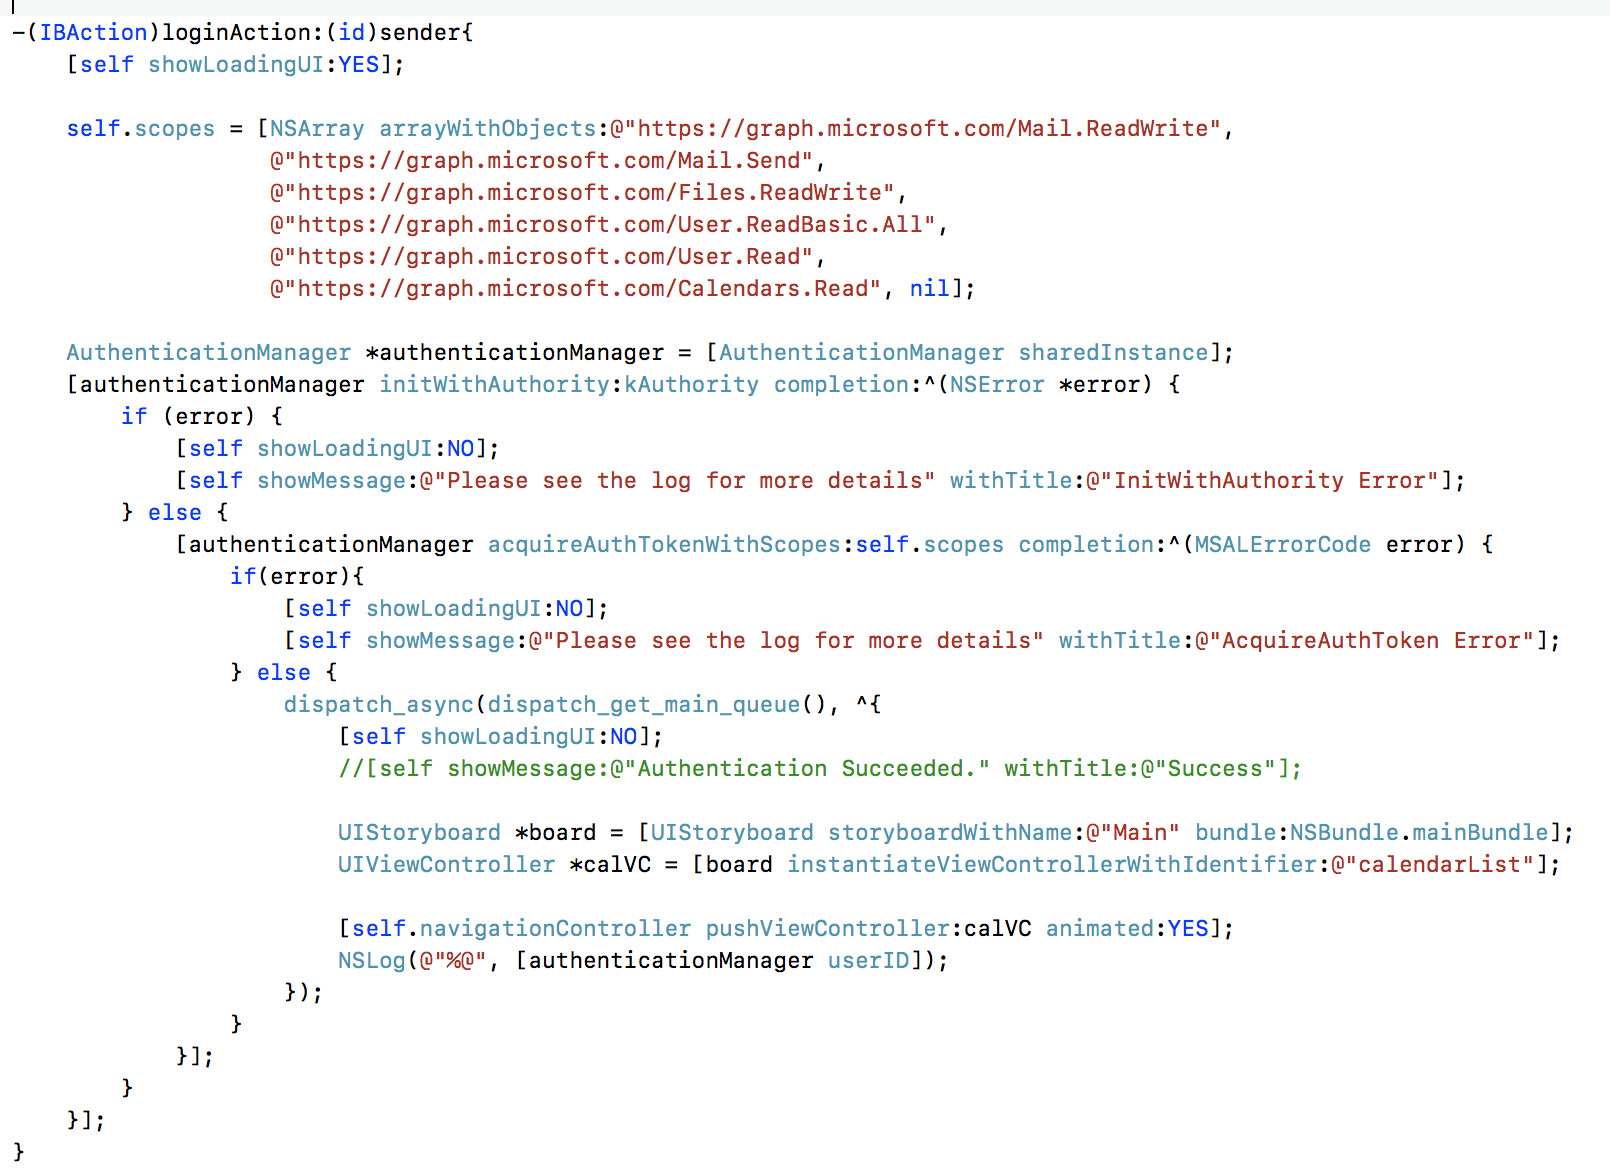 -(IBAction)loginAction:(id)sender{
    [self showLoadingUI:YES];

    self.scopes = [NSArray arrayWithObjects:@"https://graph.microsoft.com/Mail.ReadWrite",
                   @"https://graph.microsoft.com/Mail.Send",
                   @"https://graph.microsoft.com/Files.ReadWrite",
                   @"https://graph.microsoft.com/User.ReadBasic.All",
                   @"https://graph.microsoft.com/User.Read",
                   @"https://graph.microsoft.com/Calendars.Read", nil];

    AuthenticationManager *authenticationManager = [AuthenticationManager sharedInstance];
    [authenticationManager initWithAuthority:kAuthority completion:^(NSError *error) {
        if (error) {
            [self showLoadingUI:NO];
            [self showMessage:@"Please see the log for more details" withTitle:@"InitWithAuthority Error"];
        } else {
            [authenticationManager acquireAuthTokenWithScopes:self.scopes completion:^(MSALErrorCode error) {
                if(error){
                    [self showLoadingUI:NO];
                    [self showMessage:@"Please see the log for more details" withTitle:@"AcquireAuthToken Error"];
                } else {
                    dispatch_async(dispatch_get_main_queue(), ^{
                        [self showLoadingUI:NO];
                        //[self showMessage:@"Authentication Succeeded." withTitle:@"Success"];

                        UIStoryboard *board = [UIStoryboard storyboardWithName:@"Main" bundle:NSBundle.mainBundle];
                        UIViewController *calVC = [board instantiateViewControllerWithIdentifier:@"calendarList"];

                        [self.navigationController pushViewController:calVC animated:YES];
                        NSLog(@"%@", [authenticationManager userID]);
                    });
                }
            }];
        }
    }];
}